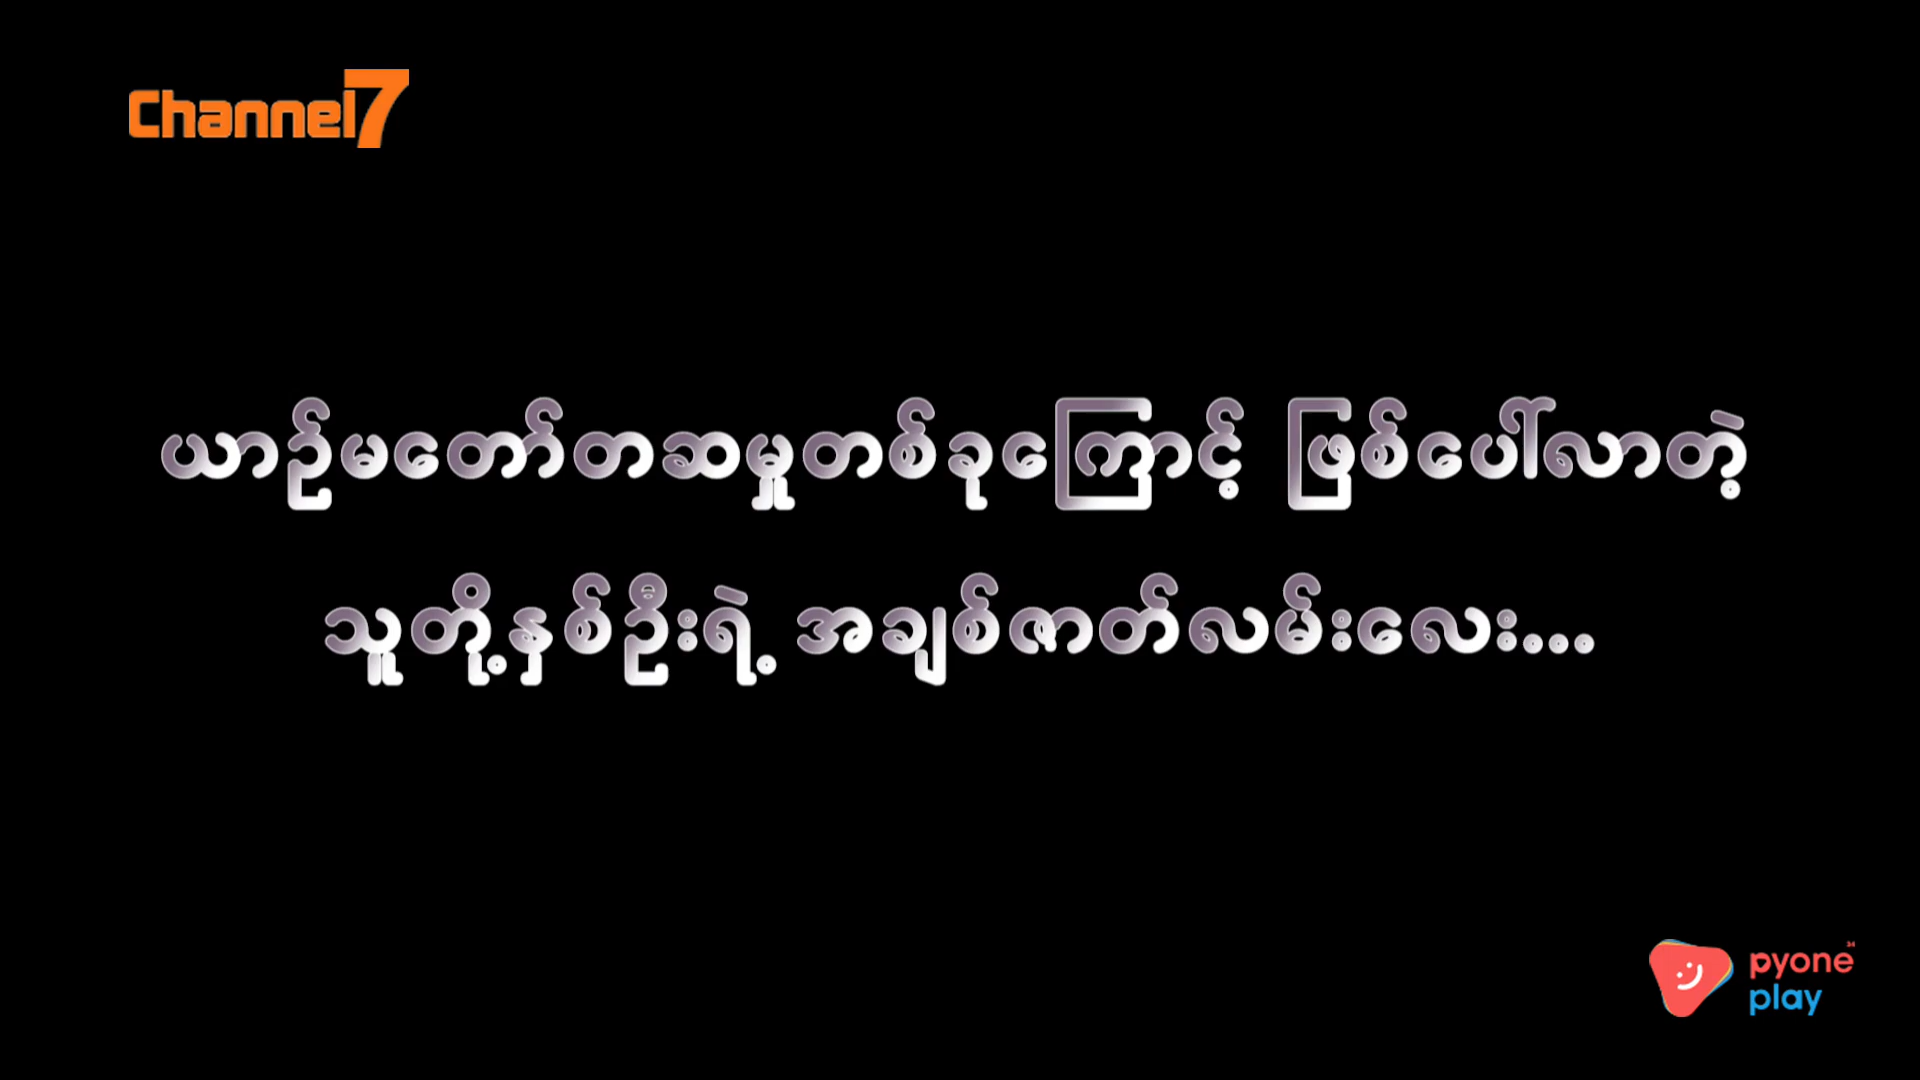 Channel7
ယာဉ်မတော်တဆမှုတစ်ခုကြောင့် ဖြစ်ပေါ်လာတဲ့
သူတို့နှစ်ဦးရဲ့ အချစ်ဇာတ်လမ်းလေး...
pyone
play